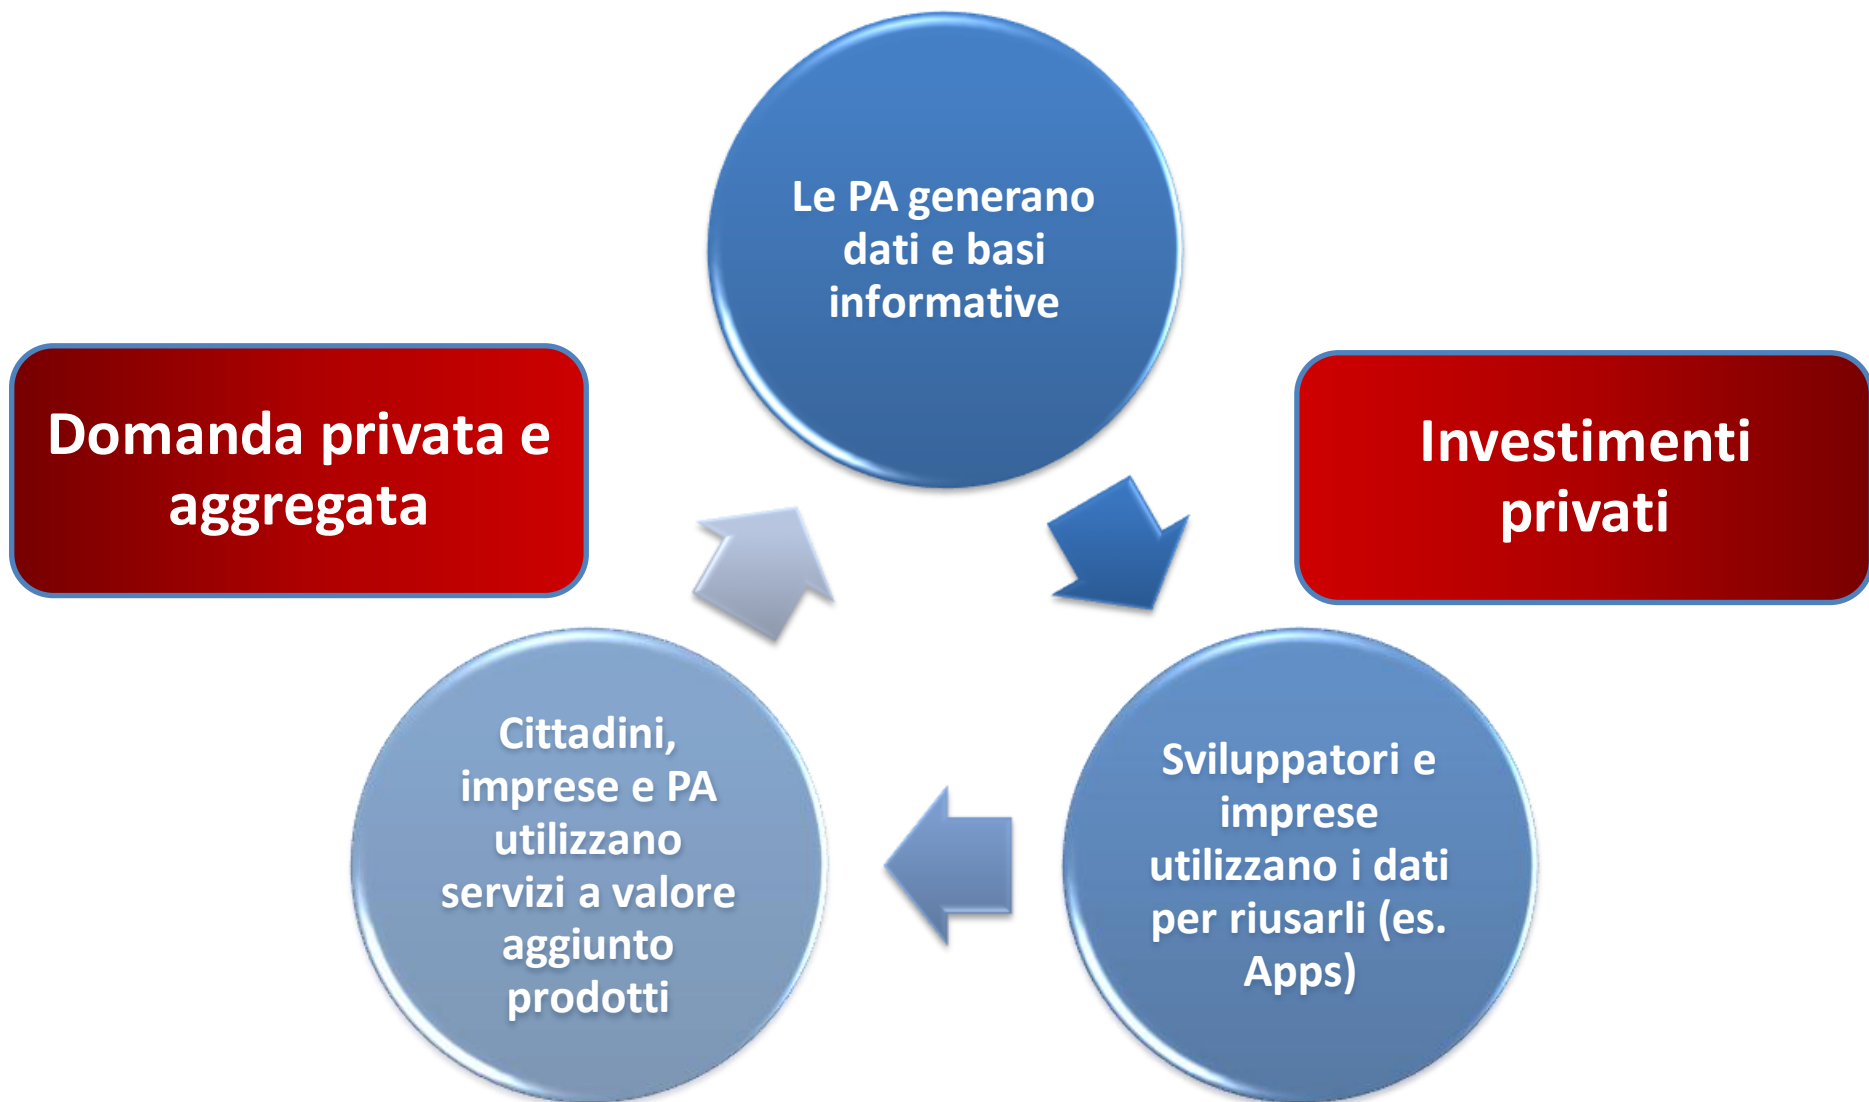 Le PA generano
dati e basi
informative
Domanda privata e
aggregata
Investimenti
privati
Cittadini,
imprese e PA
utilizzano
servizi a valore
aggiunto
prodotti
Sviluppatori e
imprese
utilizzano i dati
per riusarli (es.
Apps)